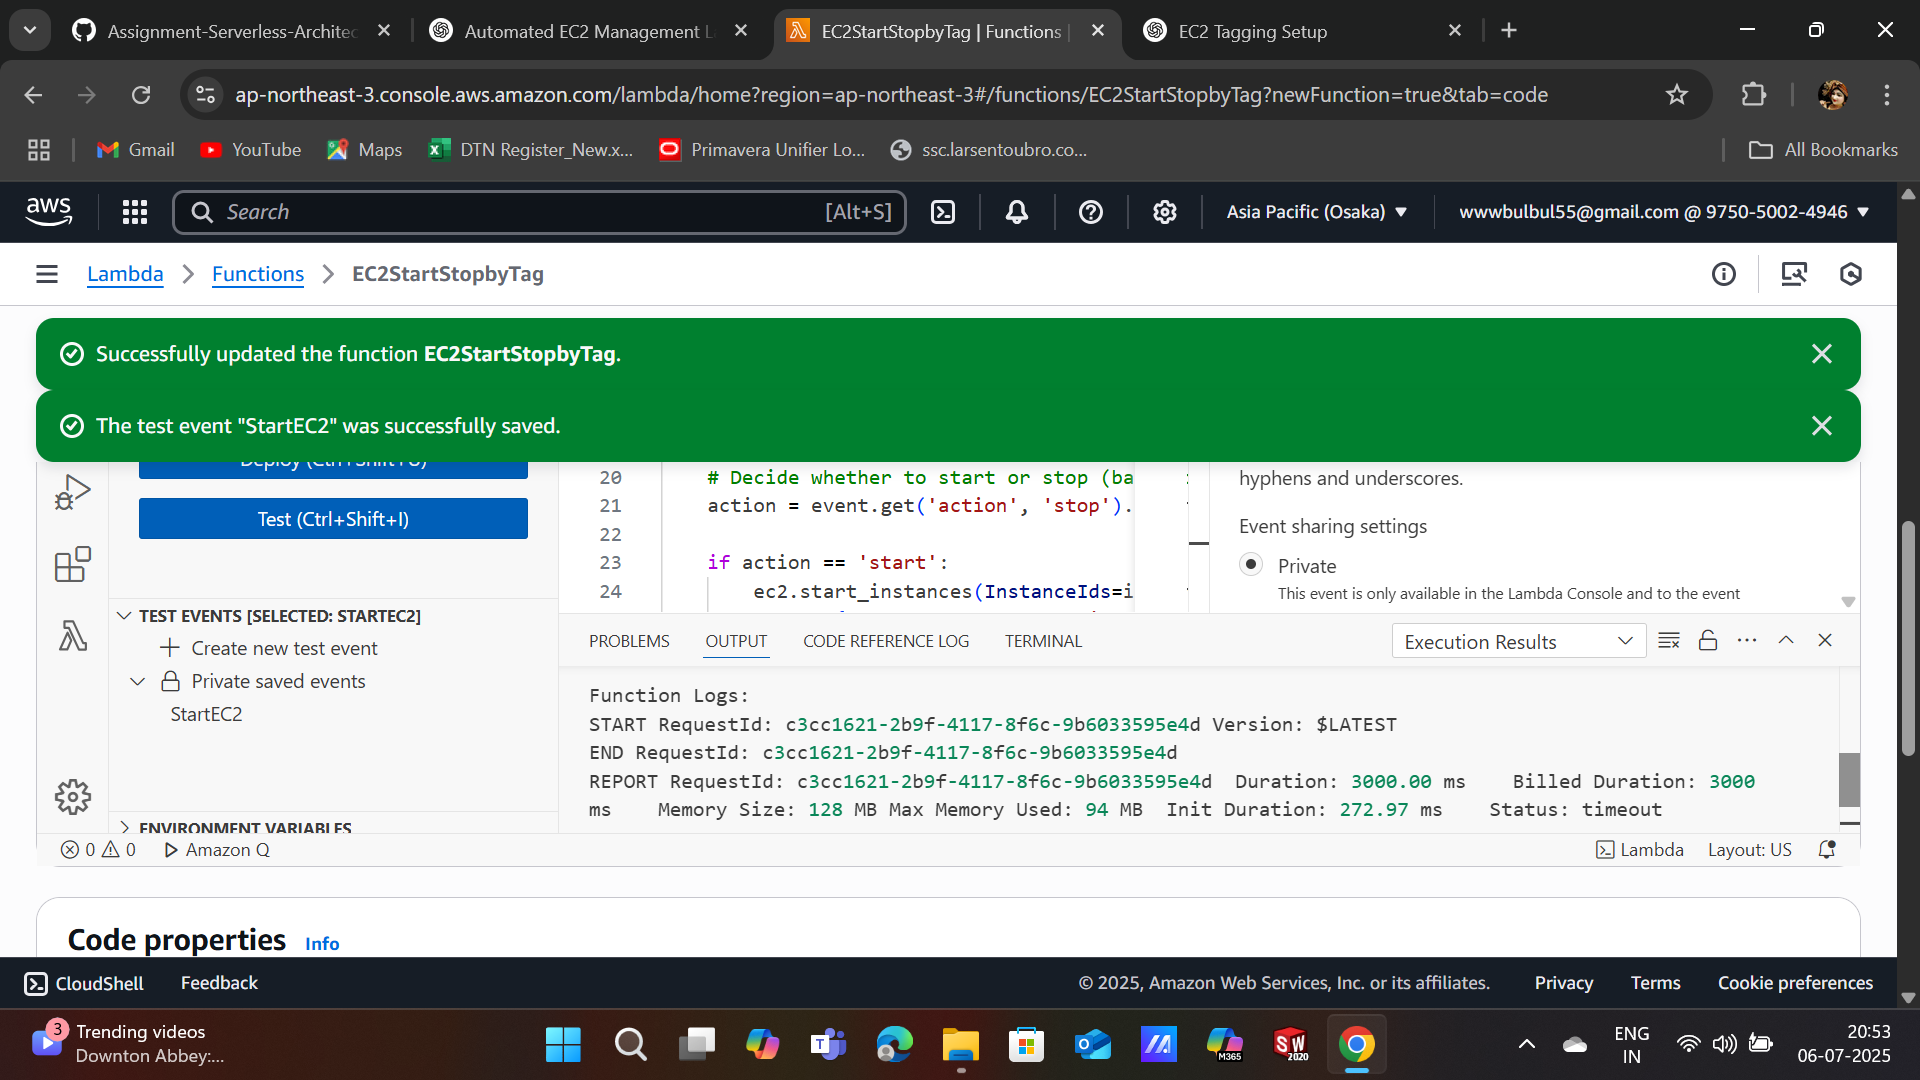 Assignment-Serverless-Architec
Automated EC2 Management L
EC2StartStopbyTag | Functions |
EC2 Tagging Setup
ap-northeast-3.console.aws.amazon.com/lambda/home?region=ap-northeast-3#/functions/EC2StartStopbyTag?newFunction=true&tab=code
Gmail
YouTube
Maps
DTN Register_New.x...
Primavera Unifier Lo...
ssc.larsentoubro.co...
All Bookmarks
aws
Search
[Alt+S]
Asia Pacific (Osaka)
wwwbulbul55@gmail.com @ 9750-5002-4946
Lambda
Functions
EC2StartStopbyTag
Successfully updated the function EC2StartStopbyTag.
The test event "StartEC2" was successfully saved.
Deploy (Ctrl+Shift+U)
Test (Ctrl+Shift+I)
TEST EVENTS [SELECTED: STARTEC2]
Create new test event
Private saved events
StartEC2
ENVIRONMENT VARIABLES
20 # Decide whether to start or stop (ba
21 action = event.get('action', 'stop').
22
23 if action == 'start':
24 ec2.start_instances(InstanceIds=i
hyphens and underscores.
Event sharing settings
Private
This event is only available in the Lambda Console and to the event
PROBLEMS
OUTPUT
CODE REFERENCE LOG
TERMINAL
Execution Results
Function Logs:
START RequestId: c3cc1621-2b9f-4117-8f6c-9b6033595e4d Version: $LATEST
END RequestId: c3cc1621-2b9f-4117-8f6c-9b6033595e4d
REPORT RequestId: c3cc1621-2b9f-4117-8f6c-9b6033595e4d Duration: 3000.00 ms Billed Duration: 3000
ms Memory Size: 128 MB Max Memory Used: 94 MB Init Duration: 272.97 ms Status: timeout
0 0 Amazon Q
Lambda
Layout: US
Code properties Info
CloudShell
Feedback
© 2025, Amazon Web Services, Inc. or its affiliates.
Privacy
Terms
Cookie preferences
3
Trending videos
Downton Abbey:...
M365
SW
2020
ENG
IN
20:53
06-07-2025